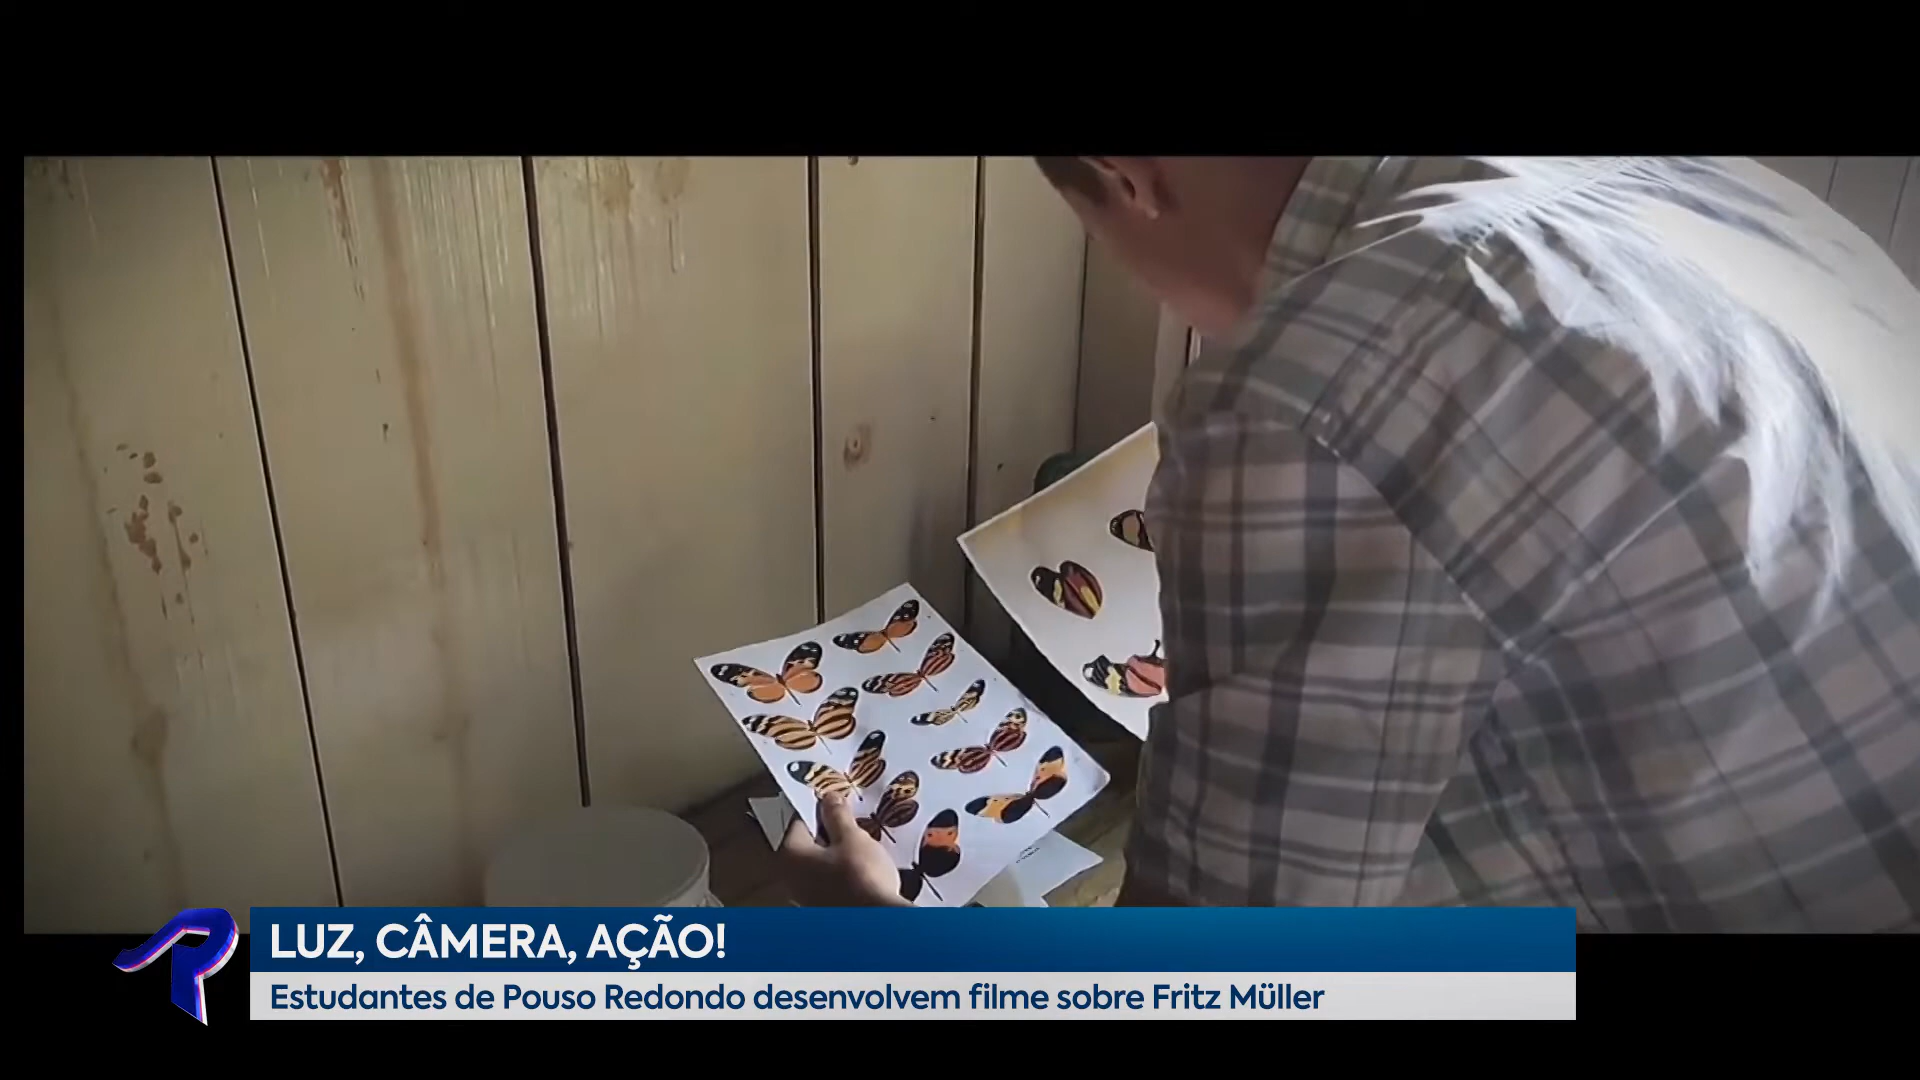 LUZ, CÂMERA, AÇÃO!
Estudantes de Pouso Redondo desenvolvem filme sobre Fritz Müller